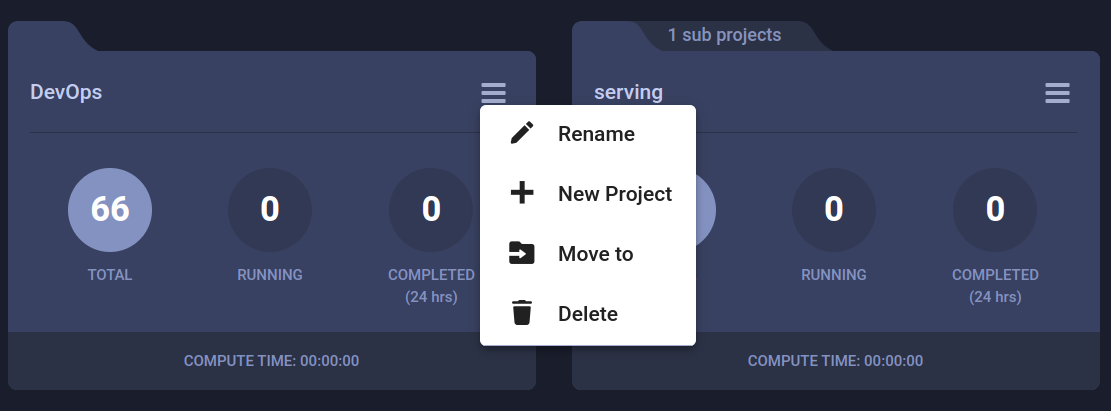 1 sub projects
DevOps
serving
Rename
New Project
Move to
Delete
66
0
0
0
0
TOTAL
RUNNING
COMPLETED
(24 hrs)
RUNNING
COMPLETED
(24 hrs)
COMPUTE TIME: 00:00:00
COMPUTE TIME: 00:00:00